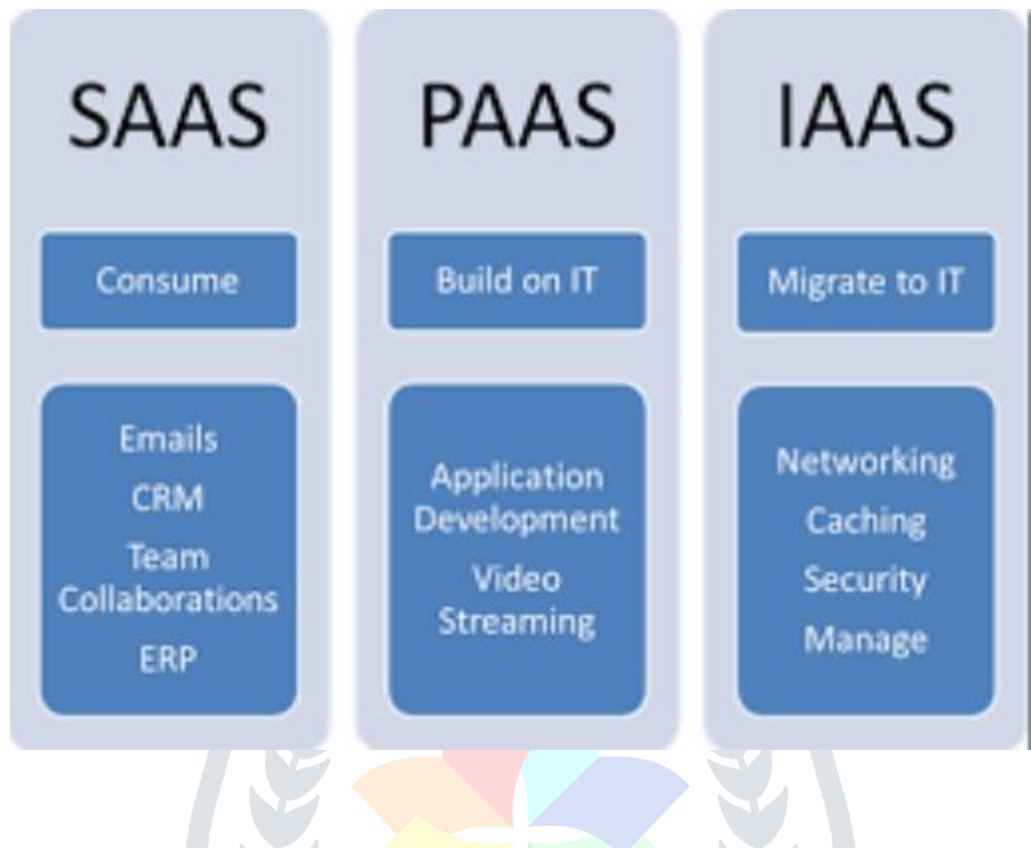 SAAS
Consume
Emails
CRM
Team
Collaborations
ERP
PAAS
Build on IT
Application
Development
Video
Streaming
IAAS
Migrate to IT
Networking
Caching
Security
Manage